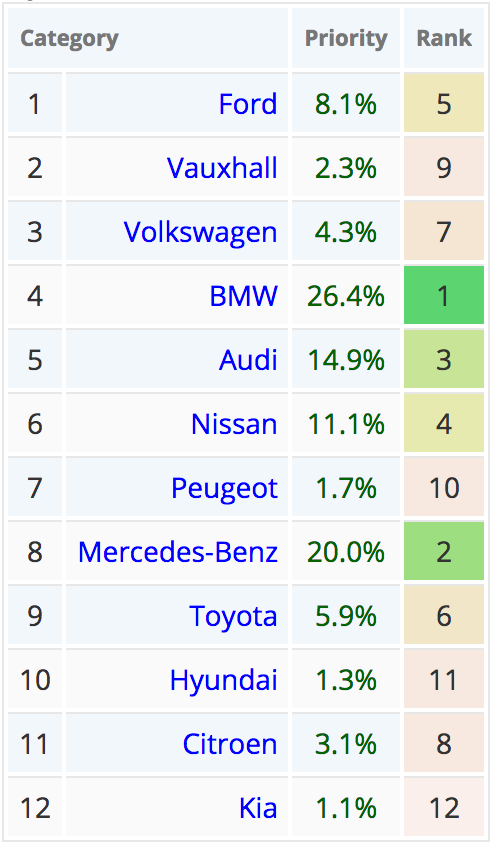 Category Priority Rank
1 Ford 8.1% 5
2 Vauxhall 2.3% 9
3 Volkswagen 4.3% 7
4 BMW 26.4% 1
5 Audi 14.9% 3
6 Nissan 11.1% 4
7 Peugeot 1.7% 10
8 Mercedes-Benz 20.0% 2
9 Toyota 5.9% 6
10 Hyundai 1.3% 11
11 Citroen 3.1% 8
12 Kia 1.1% 12